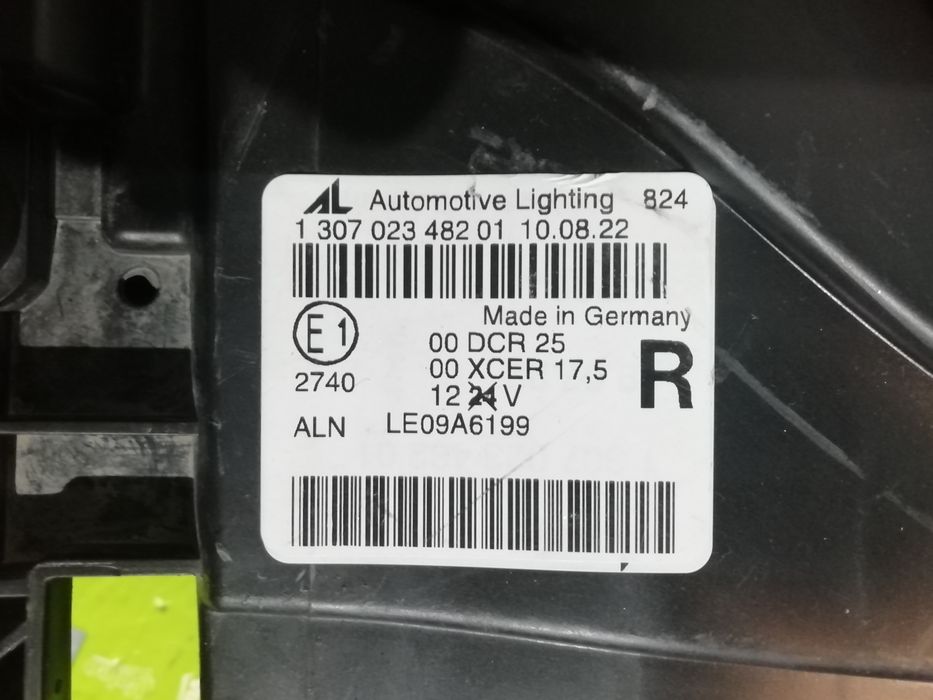 AL Automotive Lighting 824
1 307 023 482 01 10.08.22
Made in Germany
E1
00 DCR 25
00 XCER 17,5
2740
12 24 V
R
ALN LE09A6199